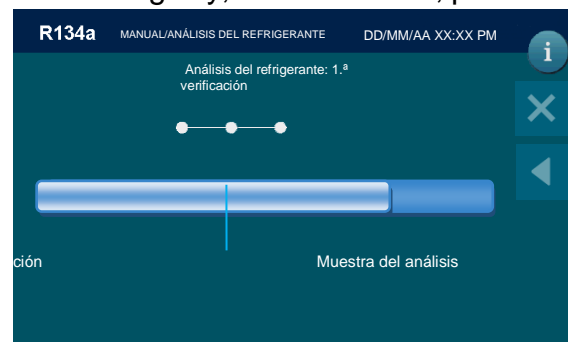 R134a MANUAL/ANÁLISIS DEL REFRIGERANTE DD/MM/AA XX:XX PM
i
Análisis del refrigerante: 1.ª
verificación
ción Muestra del análisis